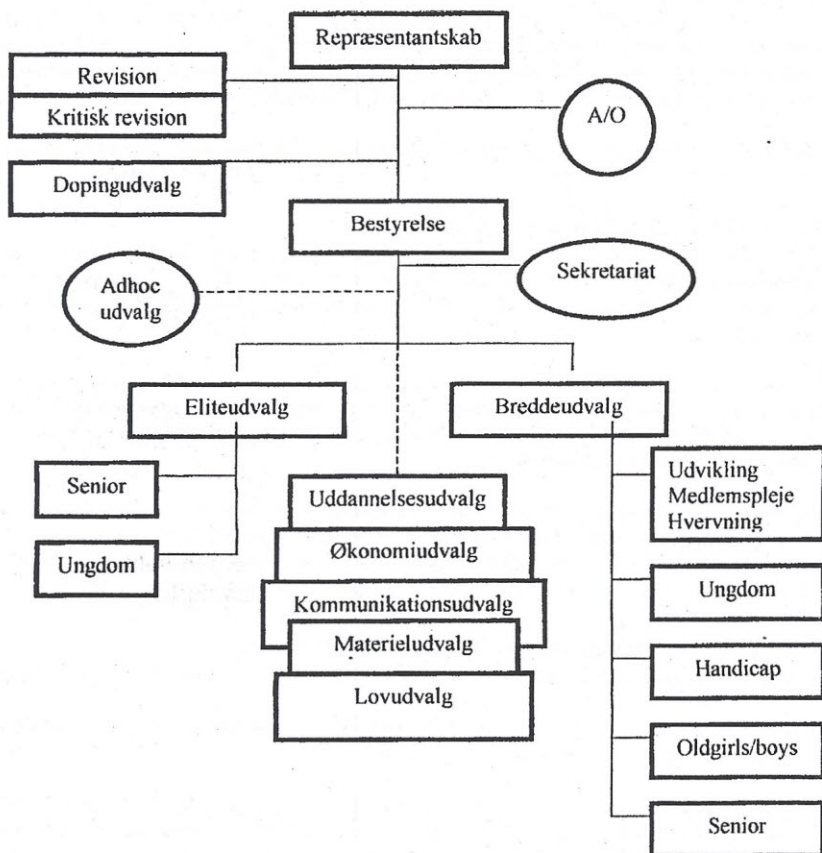 Repræsentantskab
Revision
Kritisk revision
A/O
Dopingudvalg
Bestyrelse
Adhoc
udvalg
Sekretariat
Eliteudvalg
Breddeudvalg
Senior
Ungdom
Uddannelsesudvalg
Økonomiudvalg
Kommunikationsudvalg
Materieludvalg
Lovudvalg
Udvikling
Medlemspleje
Hvervning
Ungdom
Handicap
Oldgirls/boys
Senior